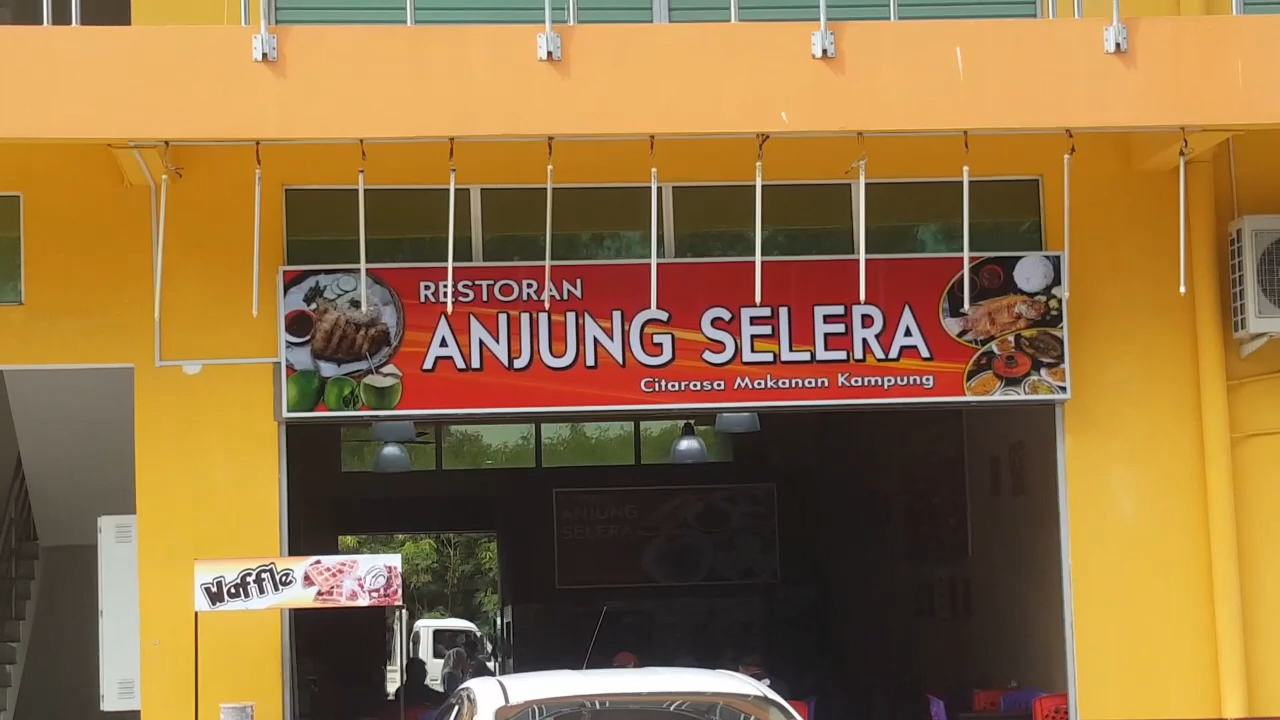 RESTORAN
ANJUNG SELERA
Citarasa Makanan Kampung
ANJUNG
SELERA
Waffle